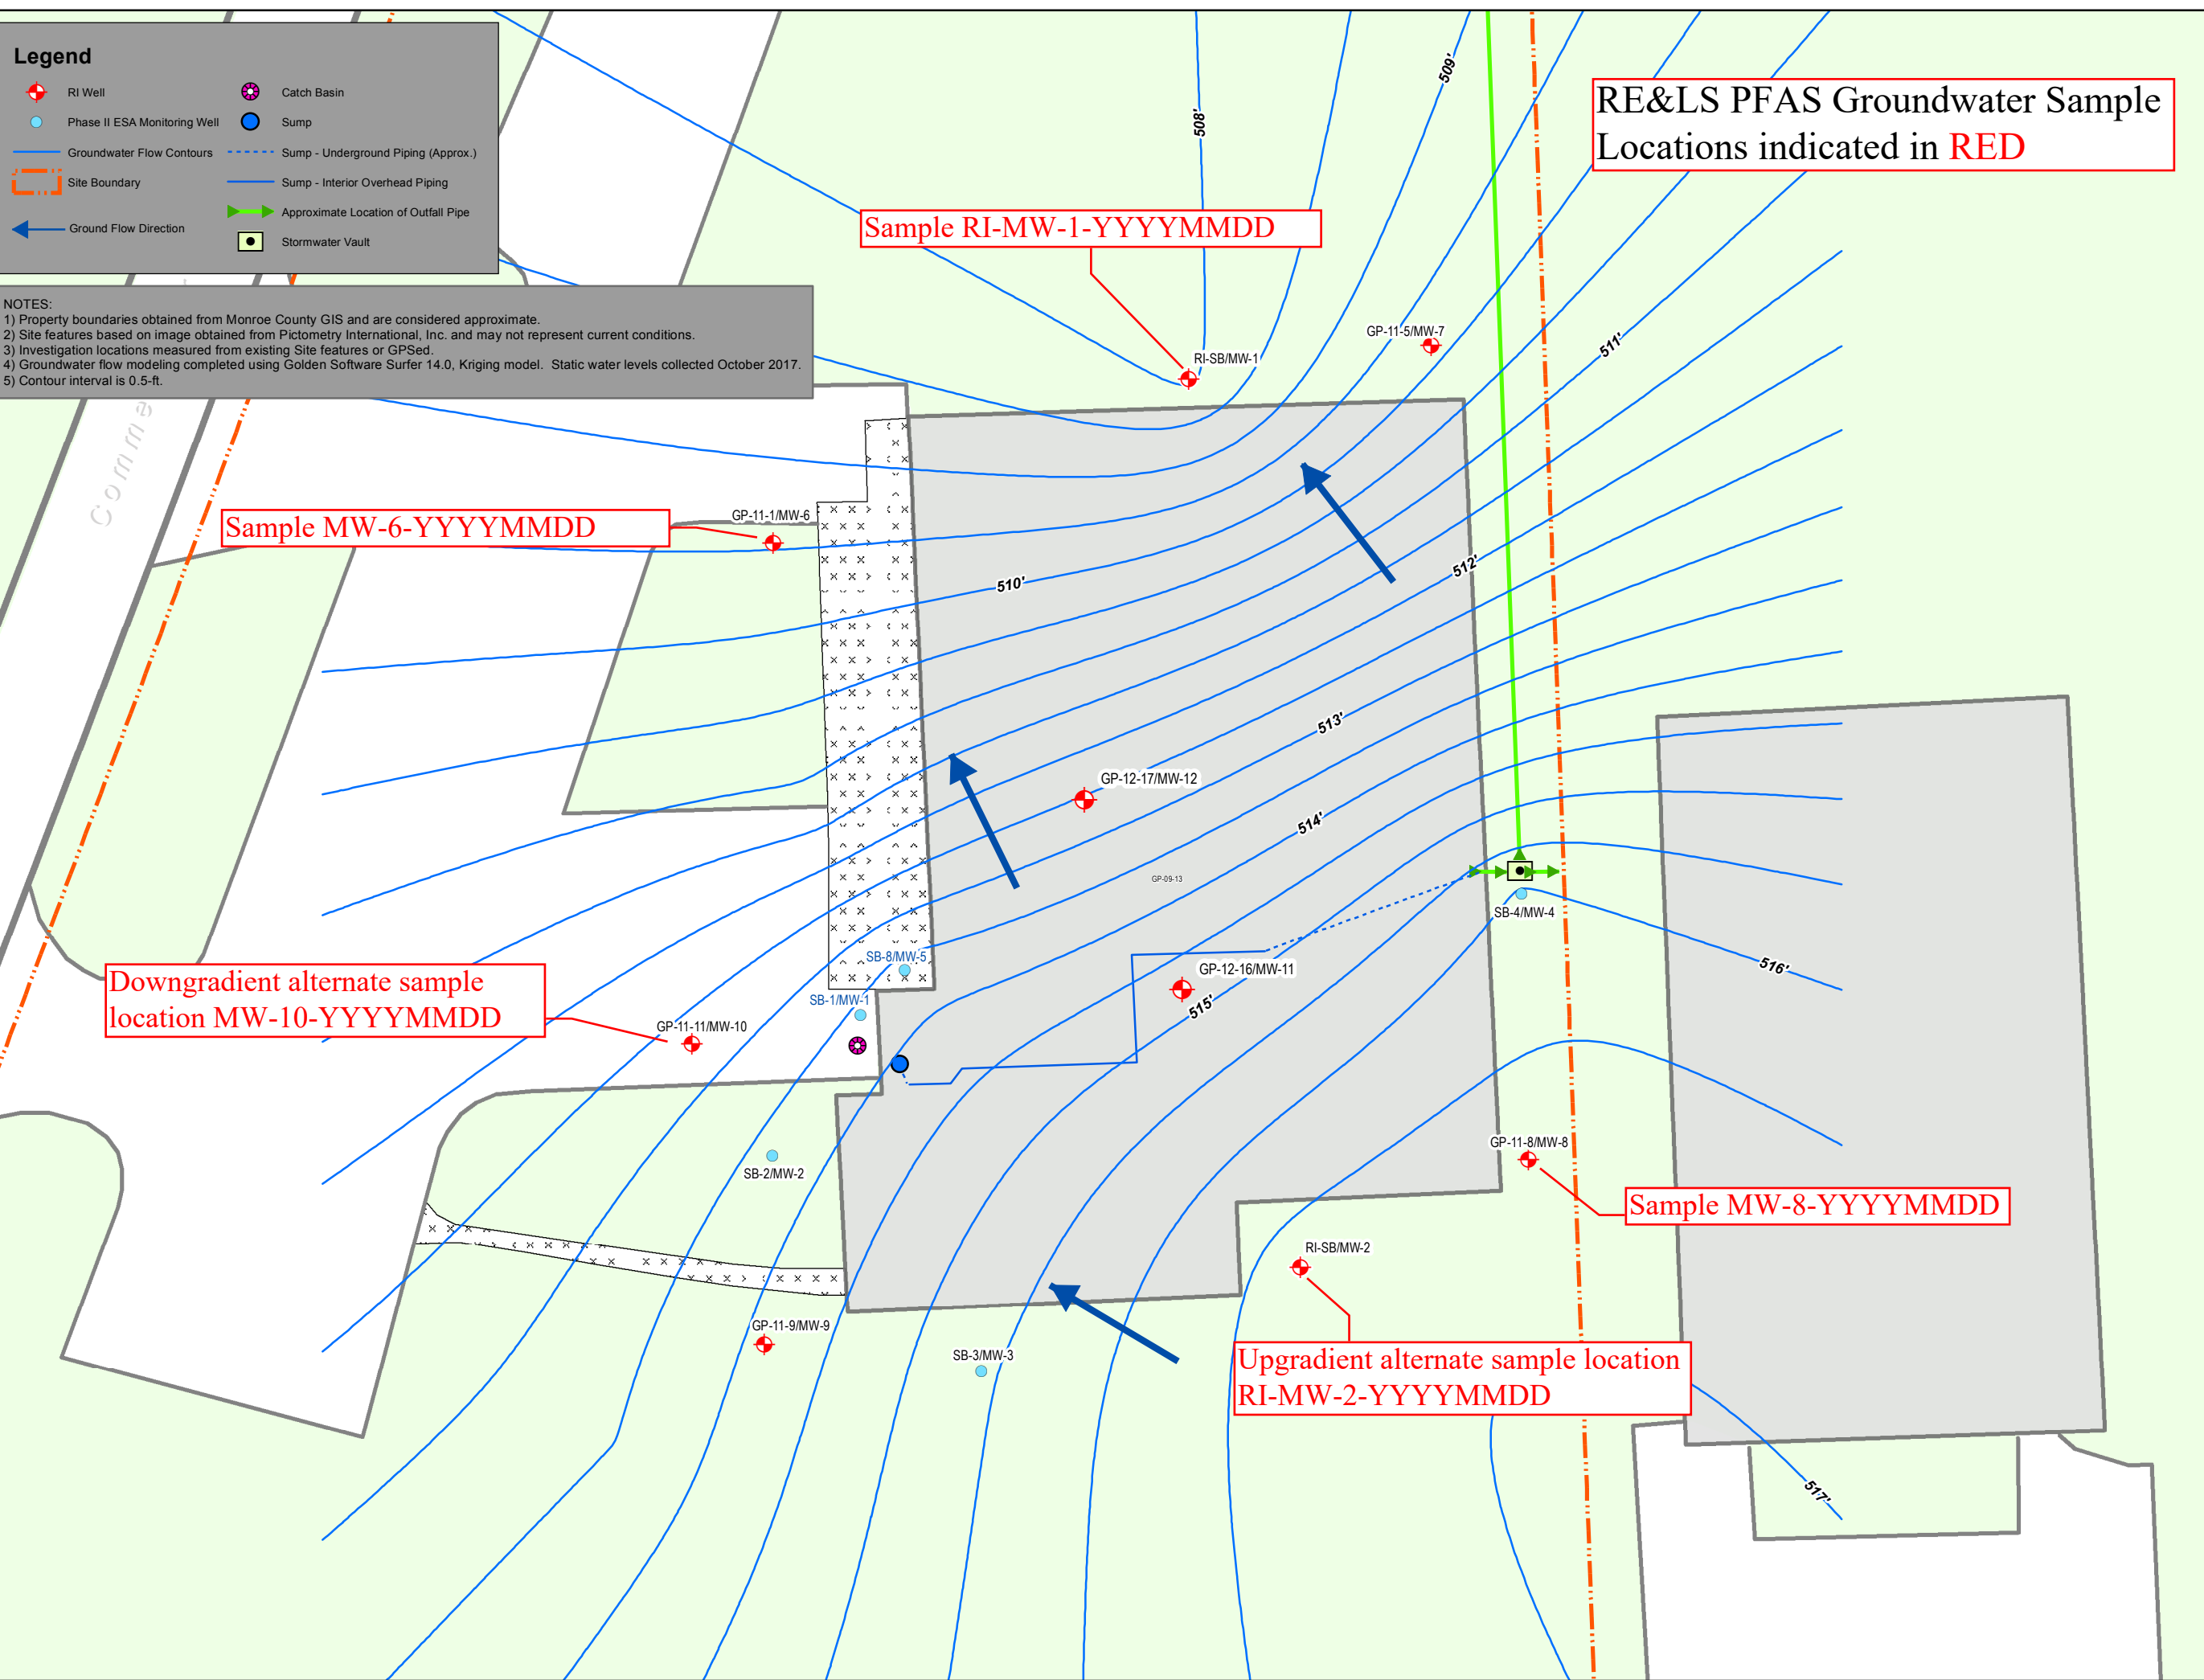 Legend
RI Well
Catch Basin
Phase II ESA Monitoring Well
Sump
Groundwater Flow Contours
Sump - Underground Piping (Approx.)
Site Boundary
Sump - Interior Overhead Piping
Approximate Location of Outfall Pipe
Ground Flow Direction
Stormwater Vault
NOTES:
1) Property boundaries obtained from Monroe County GIS and are considered approximate.
2) Site features based on image obtained from Pictometry International, Inc. and may not represent current conditions.
3) Investigation locations measured from existing Site features or GPSed.
4) Groundwater flow modeling completed using Golden Software Surfer 14.0, Kriging model. Static water levels collected October 2017.
5) Contour interval is 0.5-ft.
RE&LS PFAS Groundwater Sample
Locations indicated in RED
509'
508'
Sample RI-MW-1-YYYYMMDD
GP-11-5/MW-7
RI-SB/MW-1
511'
Sample MW-6-YYYYMMDD
GP-11-1/MW-6
510'
512'
513'
GP-12-17/MW-12
514'
GP-09-13
SB-4/MW-4
SB-8/MW-5
GP-12-16/MW-11
516'
Downgradient alternate sample
location MW-10-YYYYMMDD
SB-1/MW-1
515'
GP-11-11/MW-10
GP-11-8/MW-8
SB-2/MW-2
Sample MW-8-YYYYMMDD
RI-SB/MW-2
GP-11-9/MW-9
SB-3/MW-3
Upgradient alternate sample location
RI-MW-2-YYYYMMDD
517'